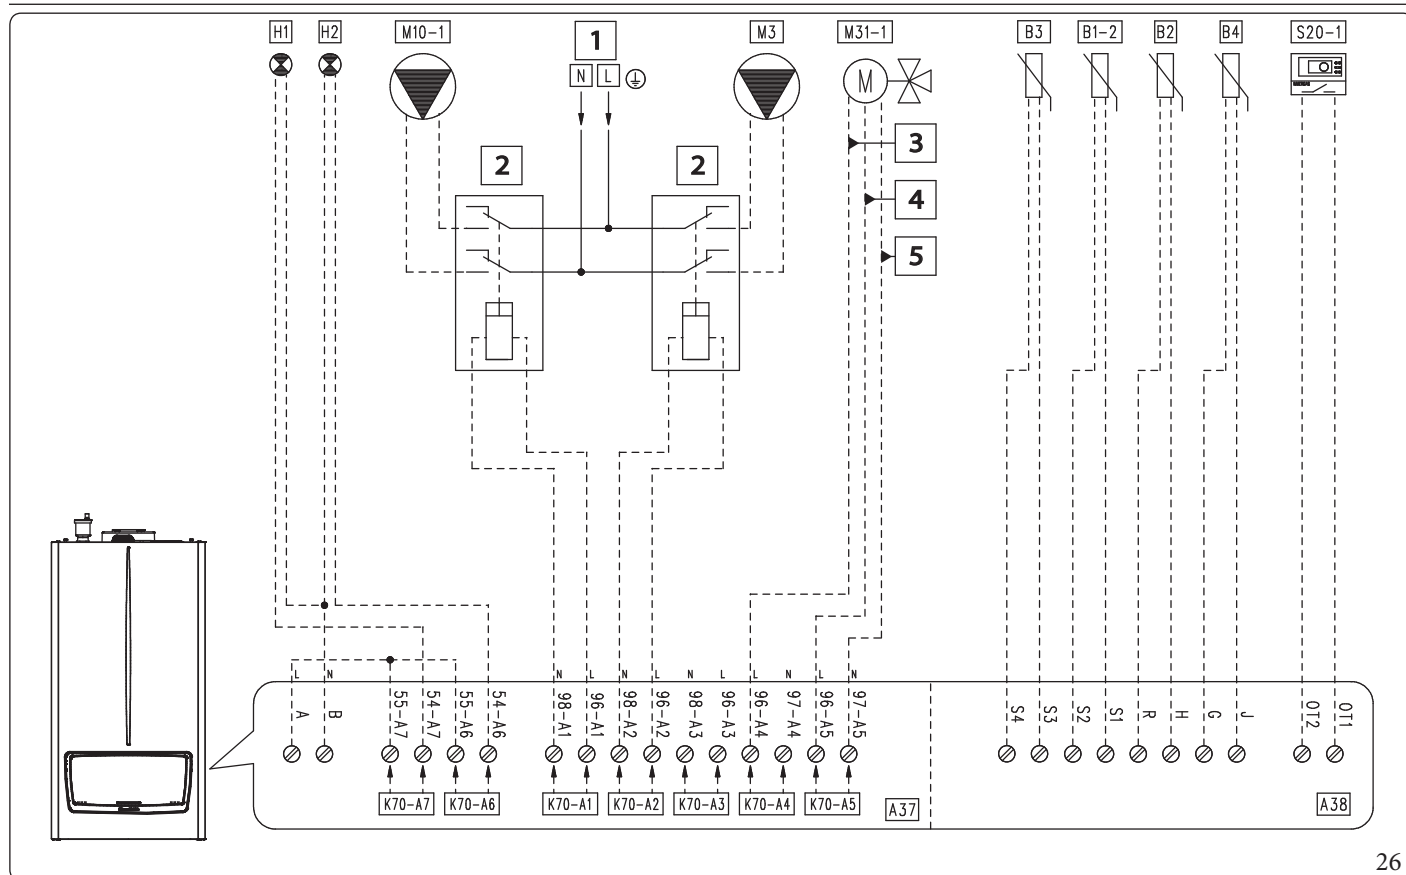 H1 H2 M10-1 1 M3 M31-1 B3 B1-2 B2 B4 S20-1
N L
M
3
2 2
4
5
L N N L N L N L L N L N
A B 55-A7 54-A7 55-A6 54-A6 98-A1 96-A1 98-A2 96-A2 98-A3 96-A3 96-A4 97-A4 96-A5 97-A5 S4 S3 S2 S1 R H G J OT2 OT1
K70-A7 K70-A6 K70-A1 K70-A2 K70-A3 K70-A4 K70-A5 A37 A38
26